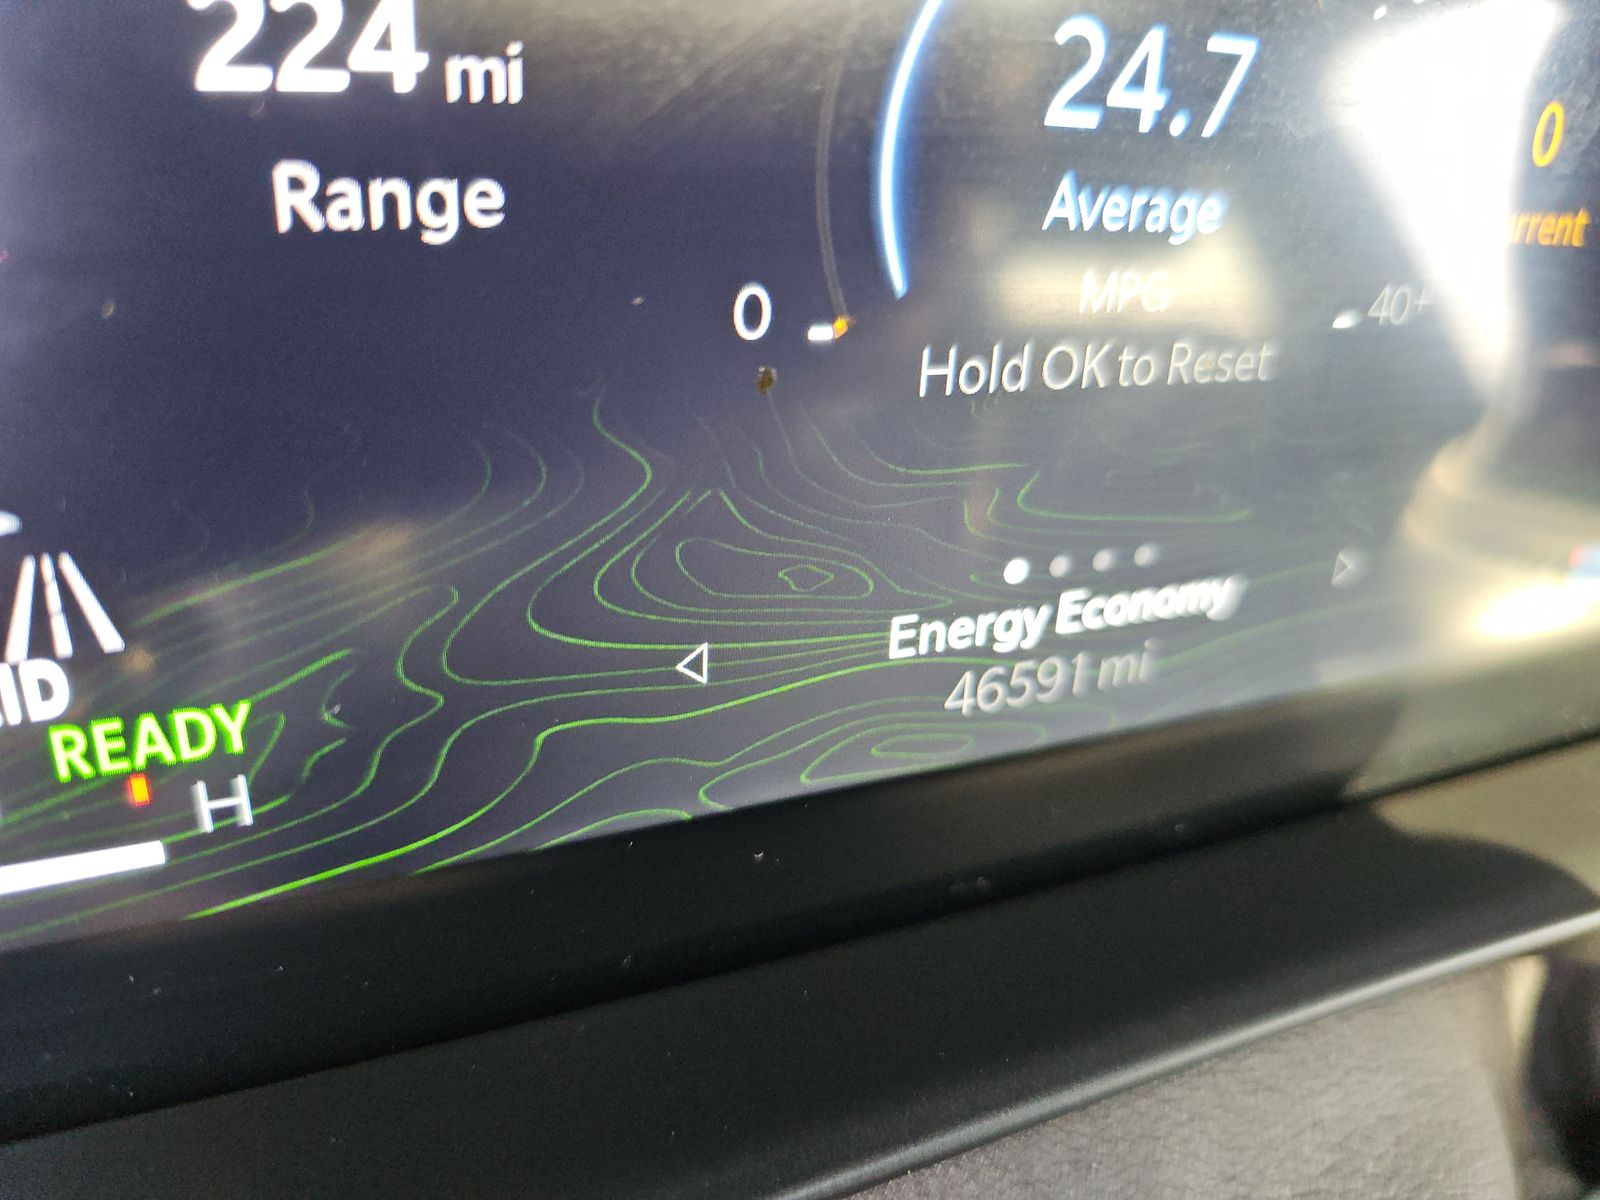 224 mi
Range
24.7
Average
MPG
0
40+
0
Hold OK to Reset
Energy Economy
46591 mi
READY
H